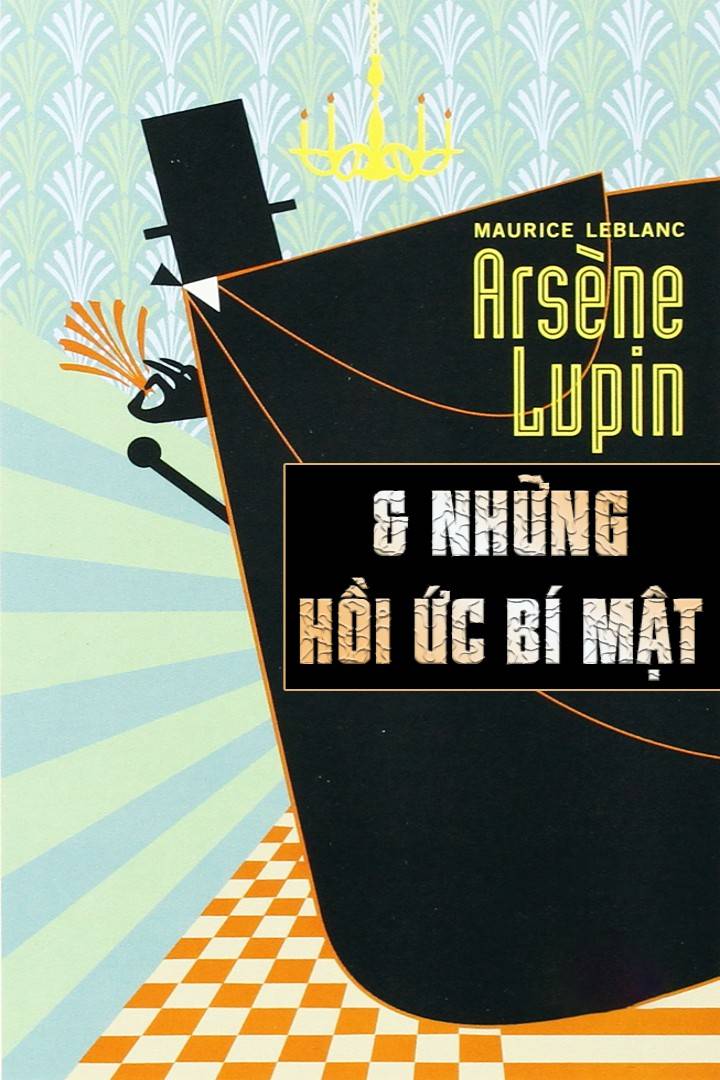 MAURICE LEBLANC
Arsène
Lupin
& NHỮNG
HỒI ỨC BÍ MẬT